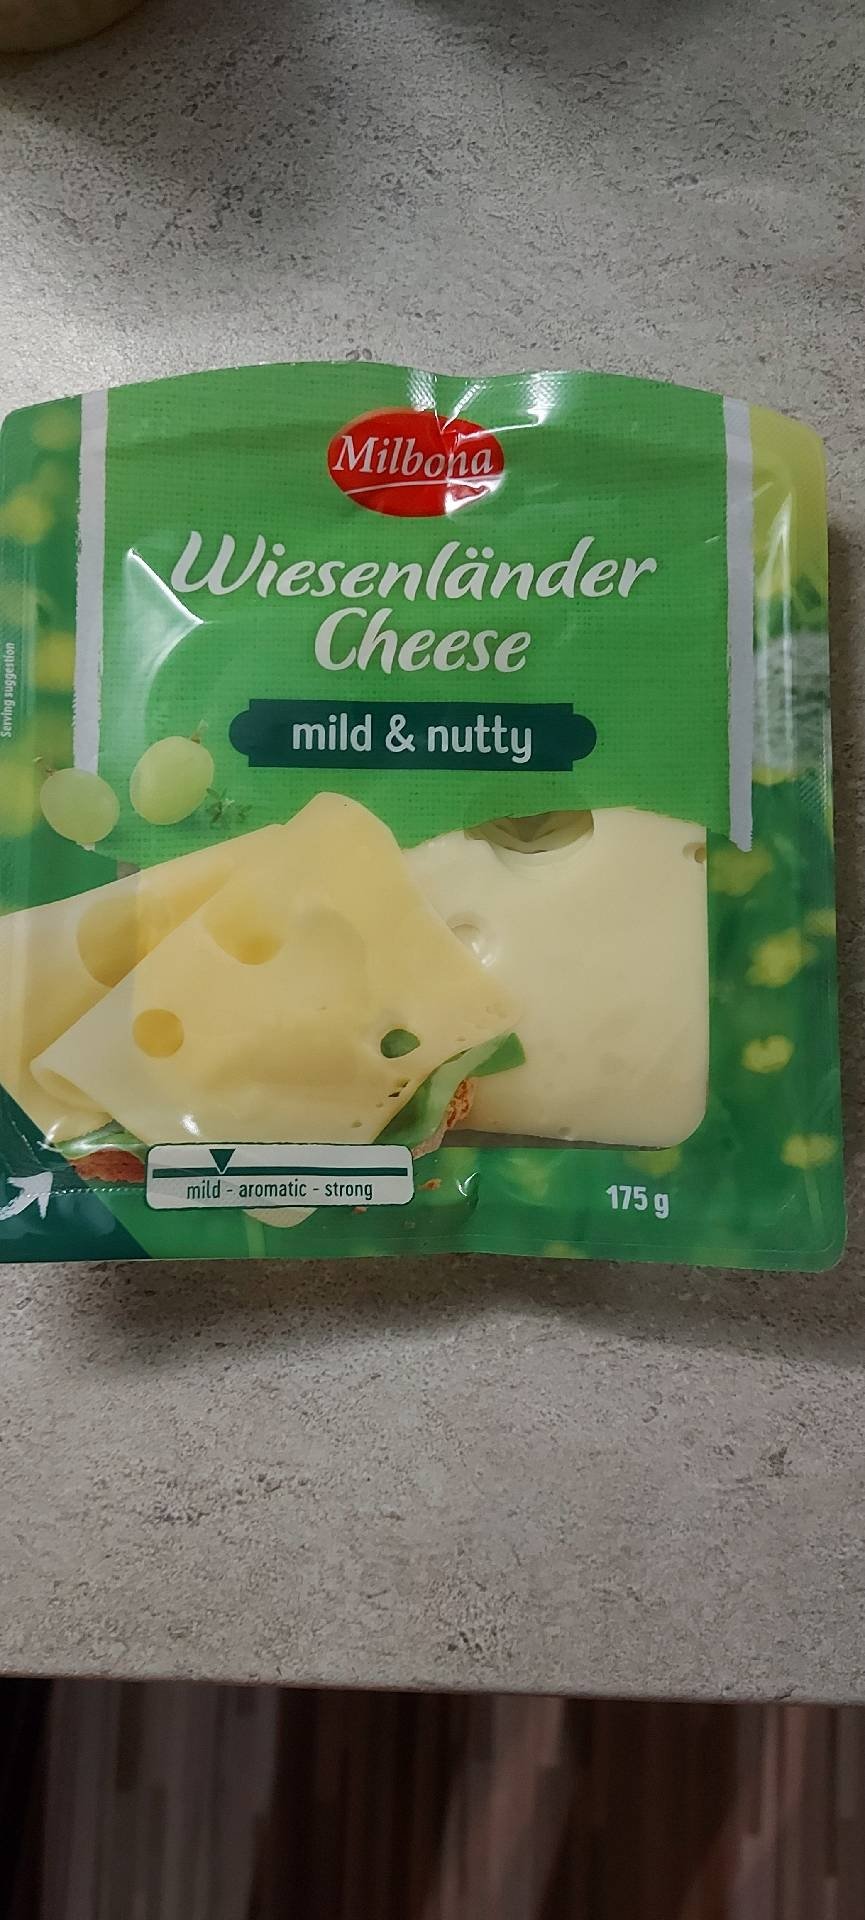 Milbona
Wiesenländer
Cheese
mild & nutty
Serving suggestion
mild - aromatic - strong
175 g